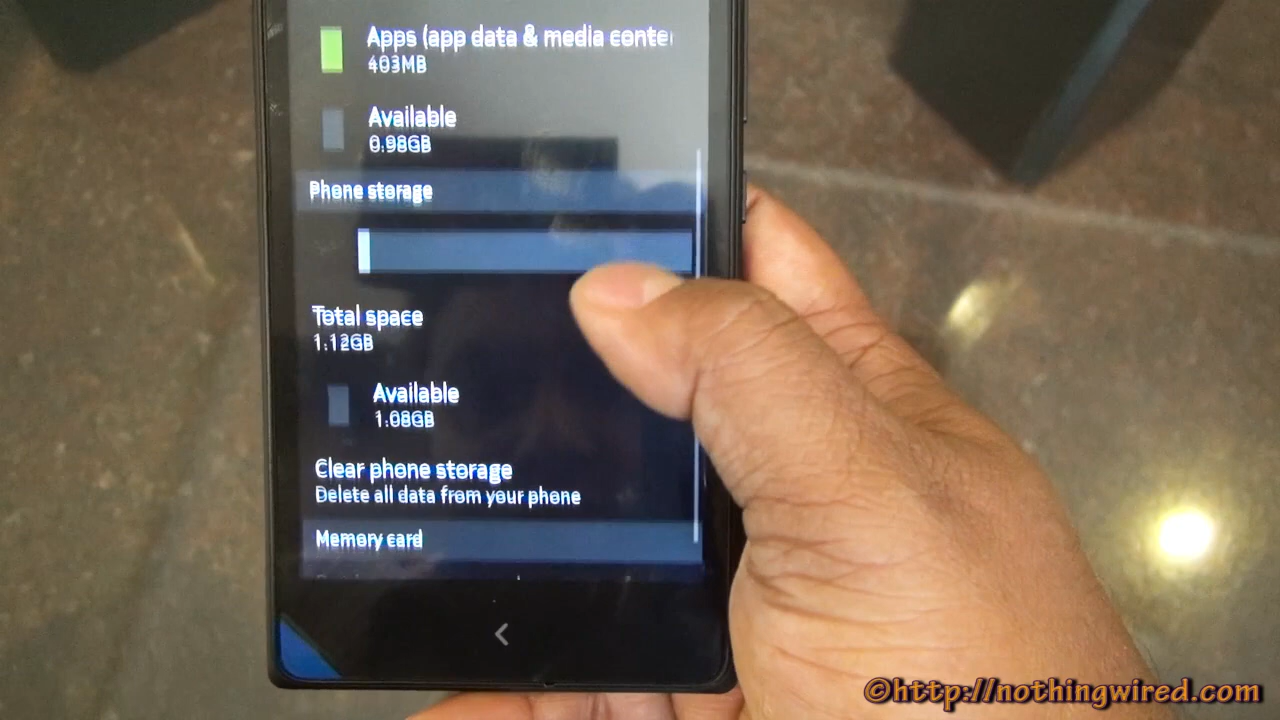 Apps (app data & media conte
403MB
Available
0.98GB
Phone storage
Total space
1.12GB
Available
1.08GB
Clear phone storage
Delete all data from your phone
Memory card
©http://nothingwired.com